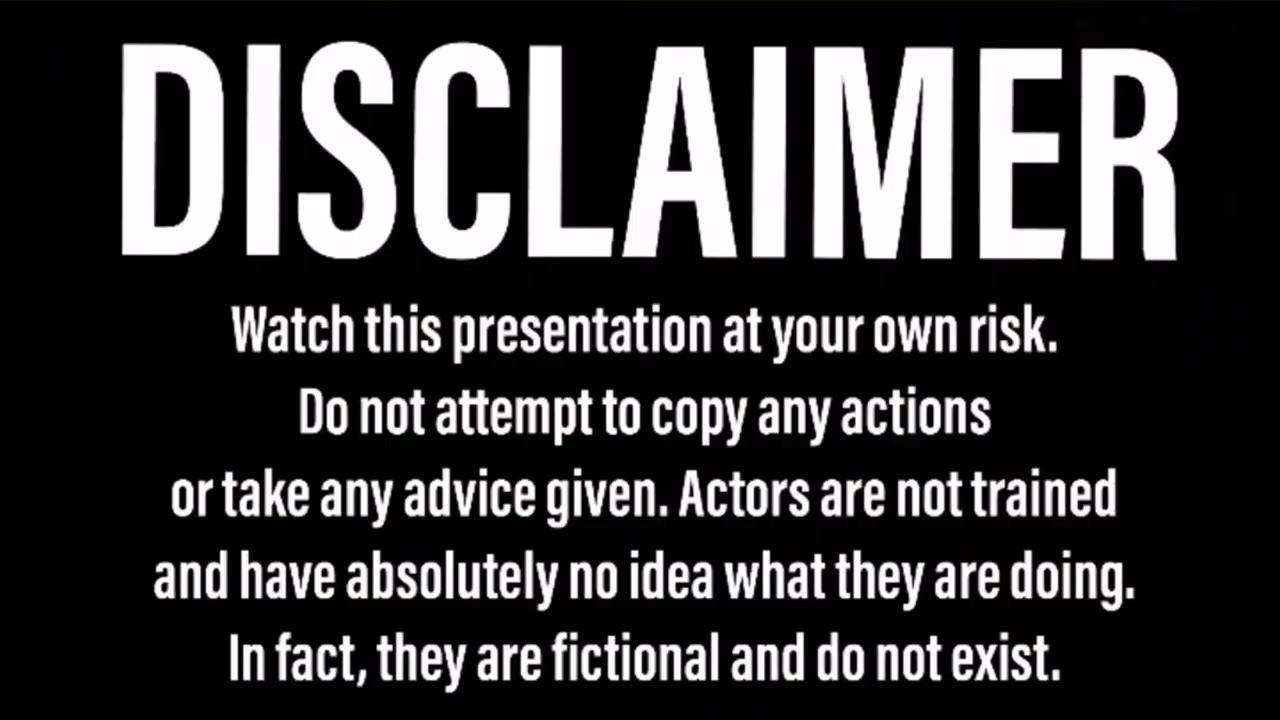 DISCLAIMER
Watch this presentation at your own risk.
Do not attempt to copy any actions
or take any advice given. Actors are not trained
and have absolutely no idea what they are doing.
In fact, they are fictional and do not exist.